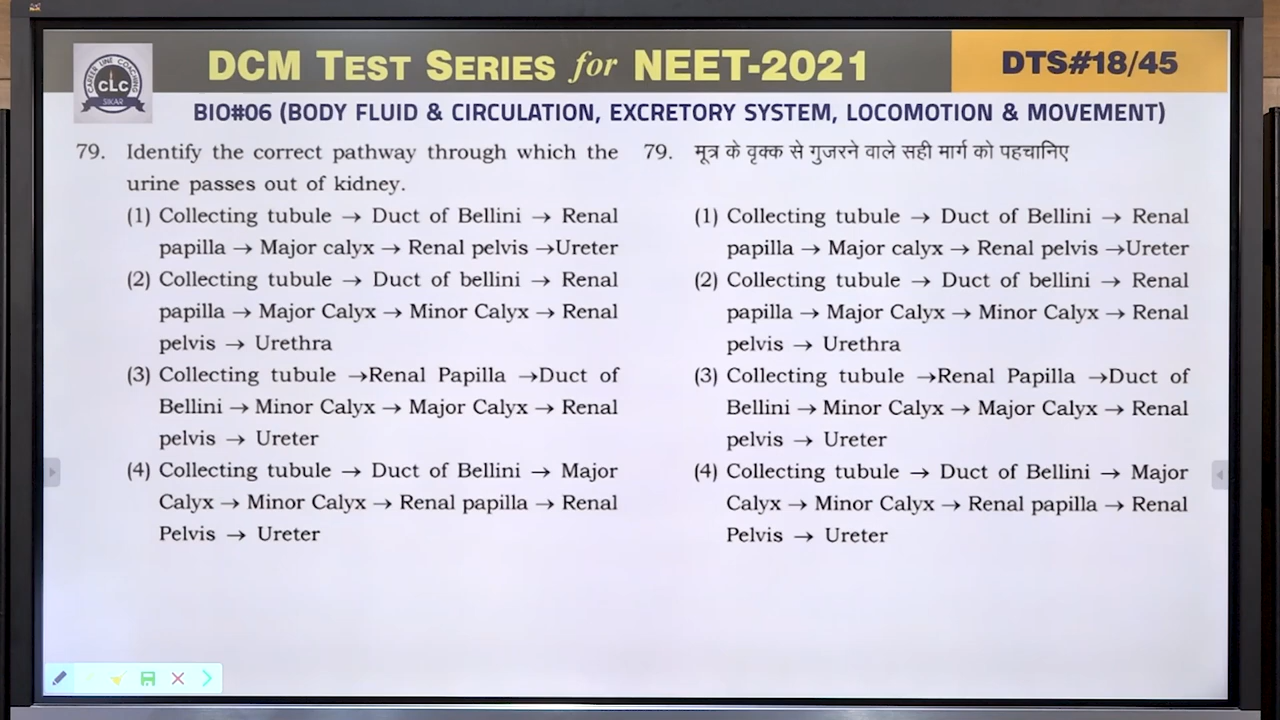 DCM TEST SERIES for NEET-2021
DTS#18/45
CAREER LINE COACHING
CLC
SIKAR
BIO#06 (BODY FLUID & CIRCULATION, EXCRETORY SYSTEM, LOCOMOTION & MOVEMENT)
79. Identify the correct pathway through which the
urine passes out of kidney.
(1) Collecting tubule → Duct of Bellini → Renal
papilla → Major calyx → Renal pelvis →Ureter
(2) Collecting tubule → Duct of bellini → Renal
papilla → Major Calyx → Minor Calyx → Renal
pelvis → Urethra
(3) Collecting tubule →Renal Papilla →Duct of
Bellini → Minor Calyx → Major Calyx → Renal
pelvis → Ureter
(4) Collecting tubule → Duct of Bellini → Major
Calyx → Minor Calyx → Renal papilla → Renal
Pelvis → Ureter
79. मूत्र के वृक्क से गुजरने वाले सही मार्ग को पहचानिए
(1) Collecting tubule → Duct of Bellini → Renal
papilla → Major calyx → Renal pelvis →Ureter
(2) Collecting tubule → Duct of bellini → Renal
papilla → Major Calyx → Minor Calyx → Renal
pelvis → Urethra
(3) Collecting tubule →Renal Papilla →Duct of
Bellini → Minor Calyx → Major Calyx → Renal
pelvis → Ureter
(4) Collecting tubule → Duct of Bellini → Major
Calyx → Minor Calyx → Renal papilla → Renal
Pelvis → Ureter